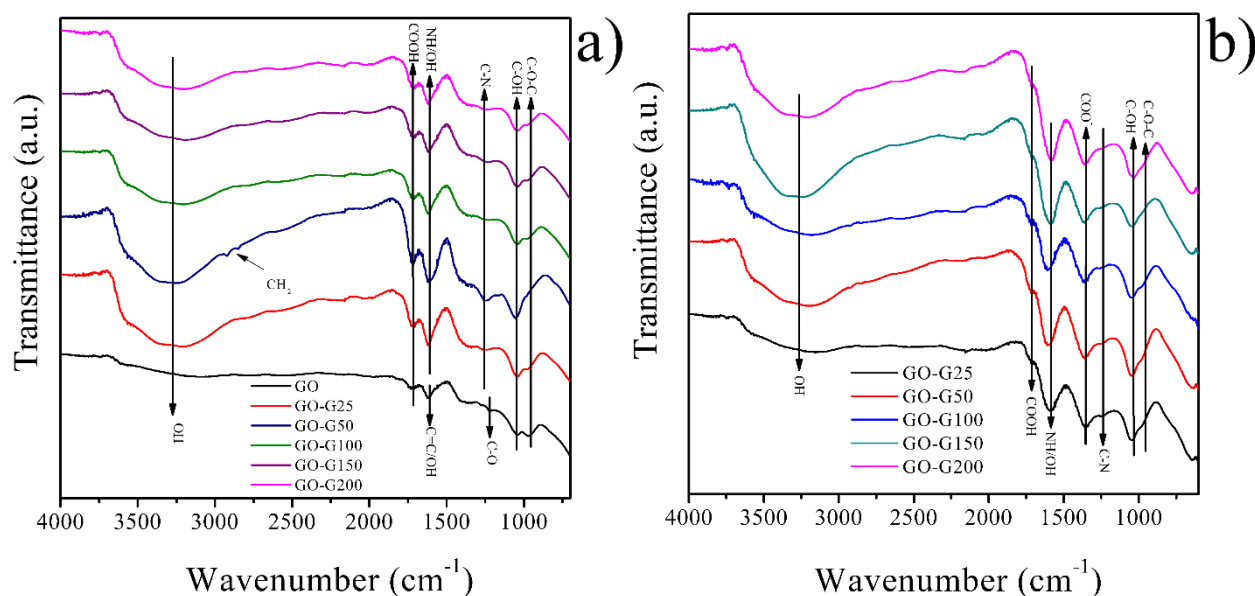 a)
Transmittance (a.u.)
COOH
NH/OH
C-N
C-OH
C-O-C
CH₂
OH
C=C/OH
C-O
GO
GO-G25
GO-G50
GO-G100
GO-G150
GO-G200
4000 3500 3000 2500 2000 1500 1000
Wavenumber (cm⁻¹)
b)
Transmittance (a.u.)
COO⁻
C-OH
C-O-C
OH
COOH
NH/OH
C-N
GO-G25
GO-G50
GO-G100
GO-G150
GO-G200
4000 3500 3000 2500 2000 1500 1000
Wavenumber (cm⁻¹)